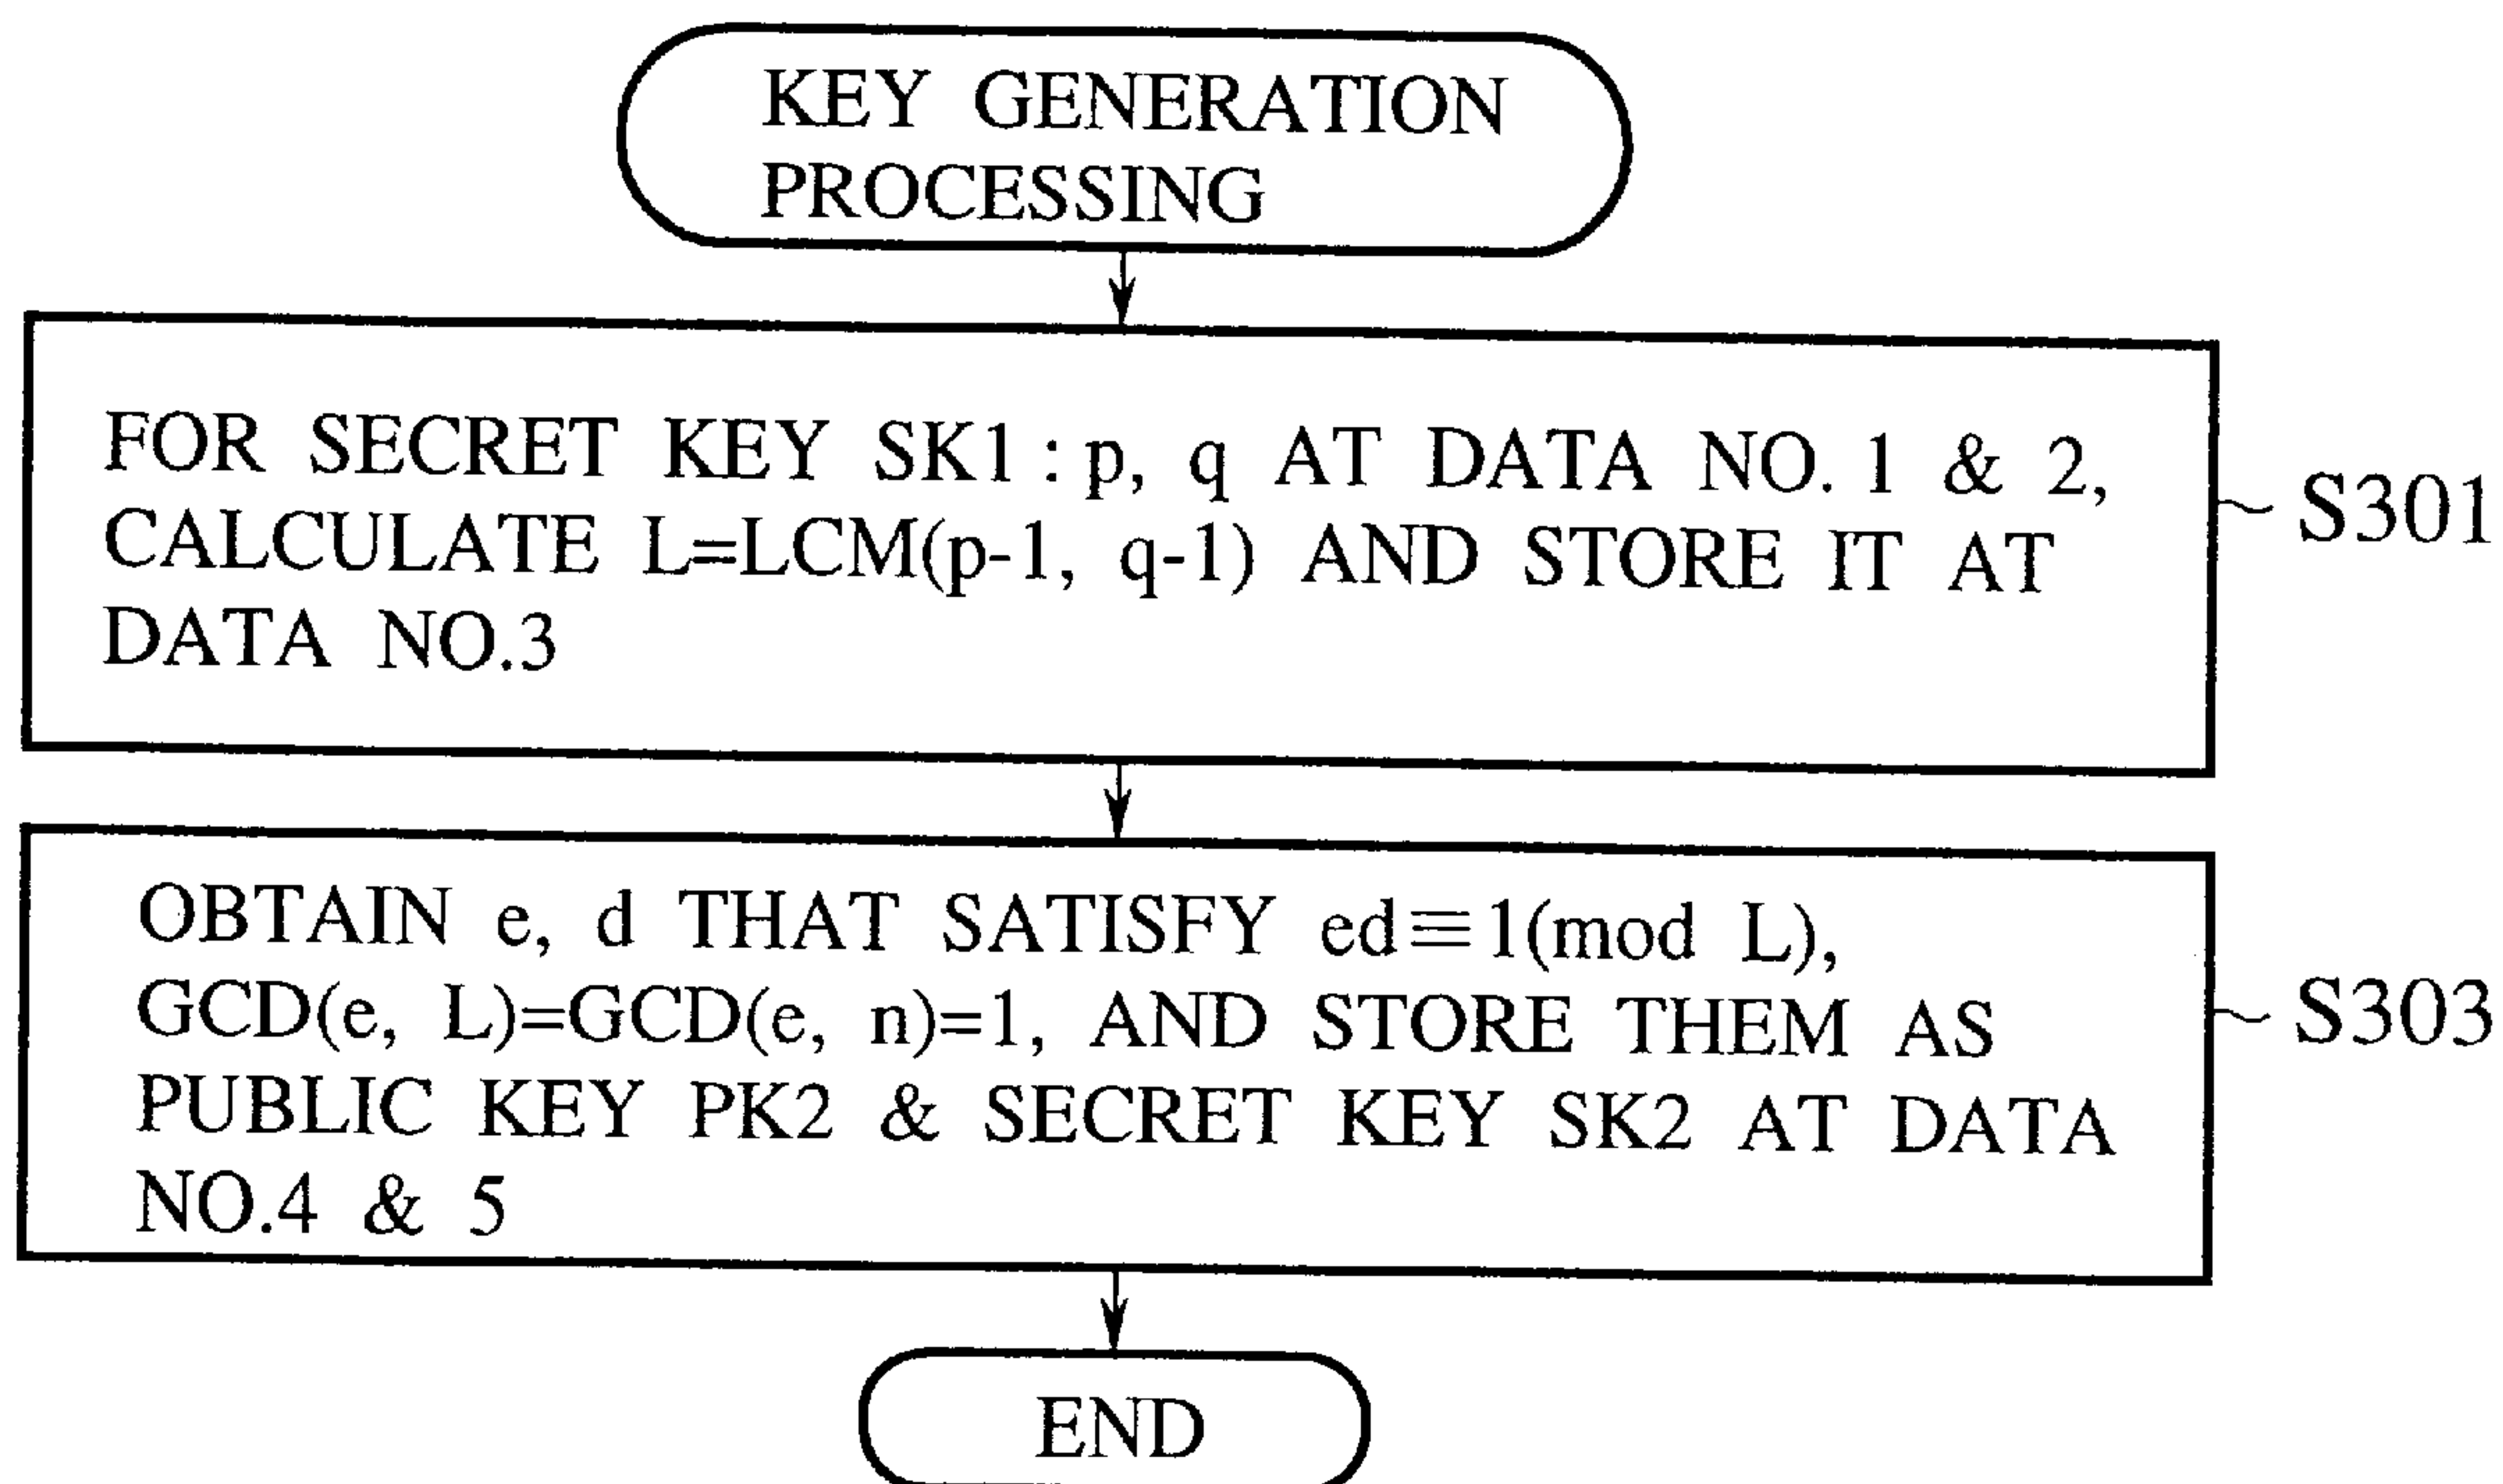 KEY GENERATION
PROCESSING
FOR SECRET KEY SK1 : p, q AT DATA NO. 1 & 2,
CALCULATE L=LCM(p-1, q-1) AND STORE IT AT
DATA NO.3
S301
OBTAIN e, d THAT SATISFY ed≡1(mod L),
GCD(e, L)=GCD(e, n)=1, AND STORE THEM AS
PUBLIC KEY PK2 & SECRET KEY SK2 AT DATA
NO.4 & 5
S303
END